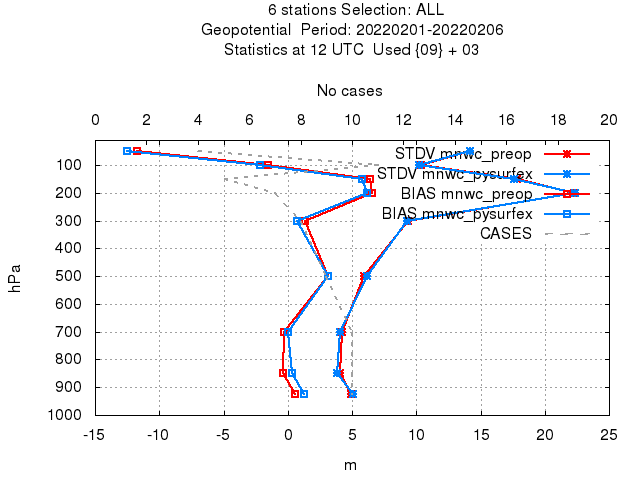 6 stations Selection: ALL
Geopotential  Period: 20220201-20220206
Statistics at 12 UTC  Used {09} + 03
No cases
0 2 4 6 8 10 12 14 16 18 20
STDV mnwc_preop
STDV mnwc_pysurfex
BIAS mnwc_preop
BIAS mnwc_pysurfex
CASES
100
200
300
400
500
600
700
800
900
1000
hPa
-15 -10 -5 0 5 10 15 20 25
m